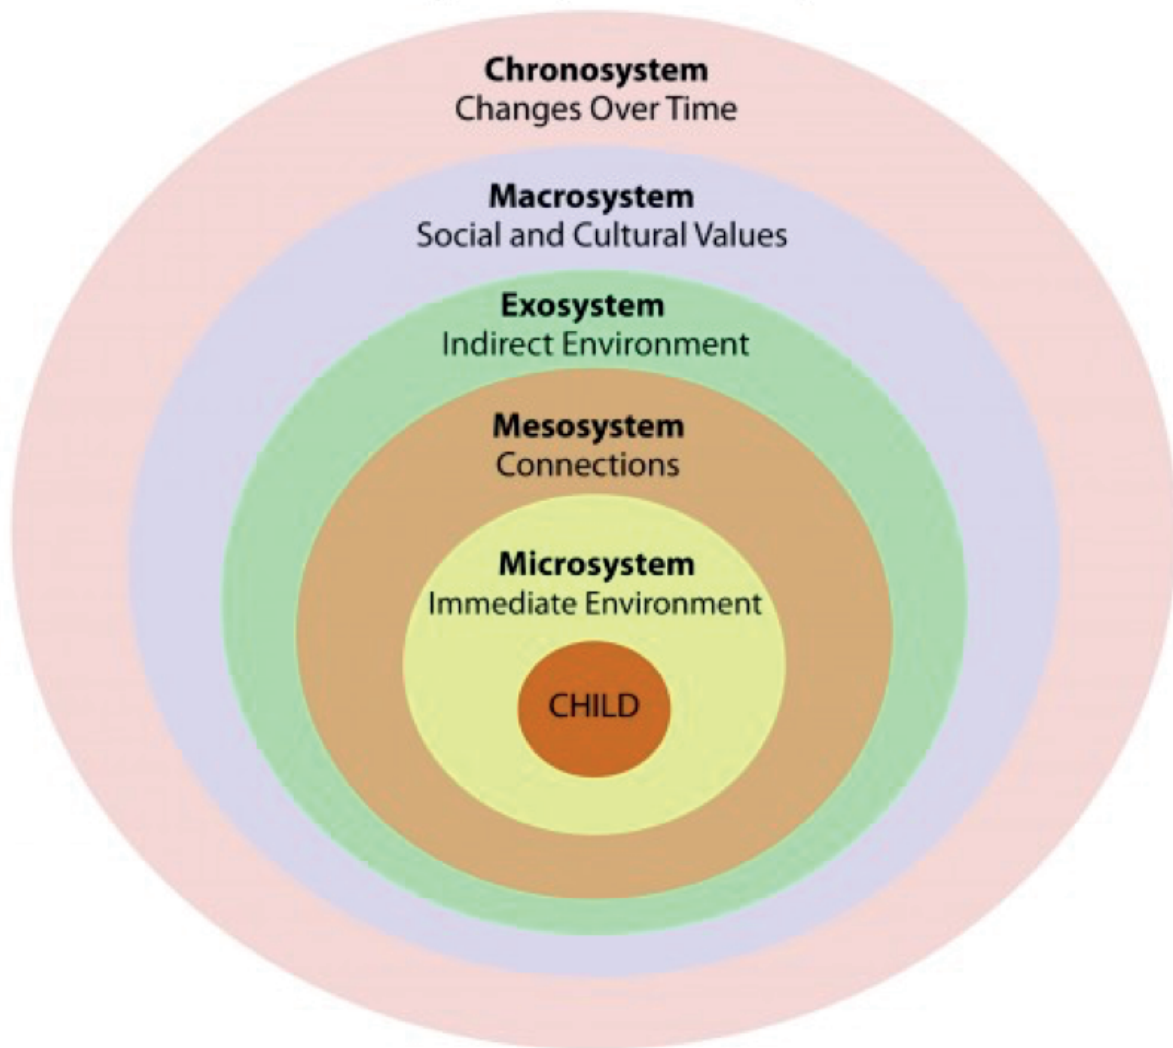 Chronosystem
Changes Over Time
Macrosystem
Social and Cultural Values
Exosystem
Indirect Environment
Mesosystem
Connections
Microsystem
Immediate Environment
CHILD